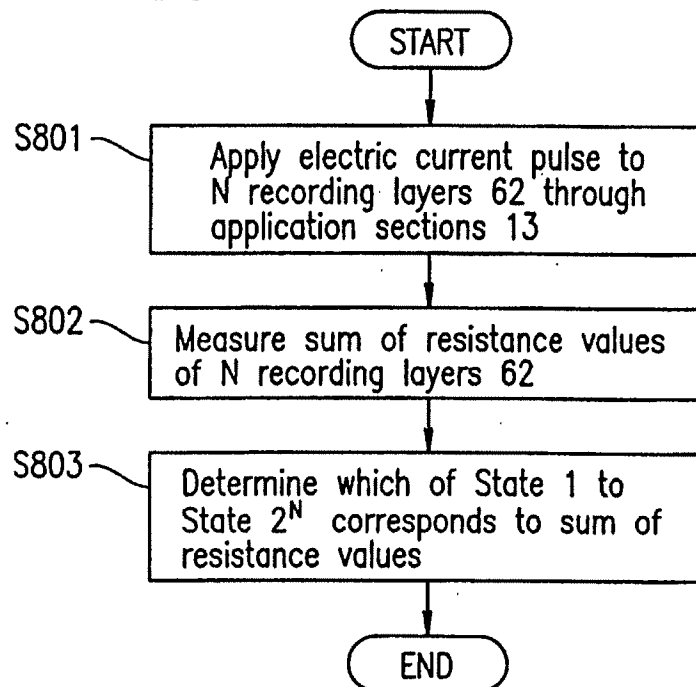 START
S801
Apply electric current pulse to
N recording layers 62 through
application sections 13
S802
Measure sum of resistance values
of N recording layers 62
S803
Determine which of State 1 to
State 2^N corresponds to sum of
resistance values
END